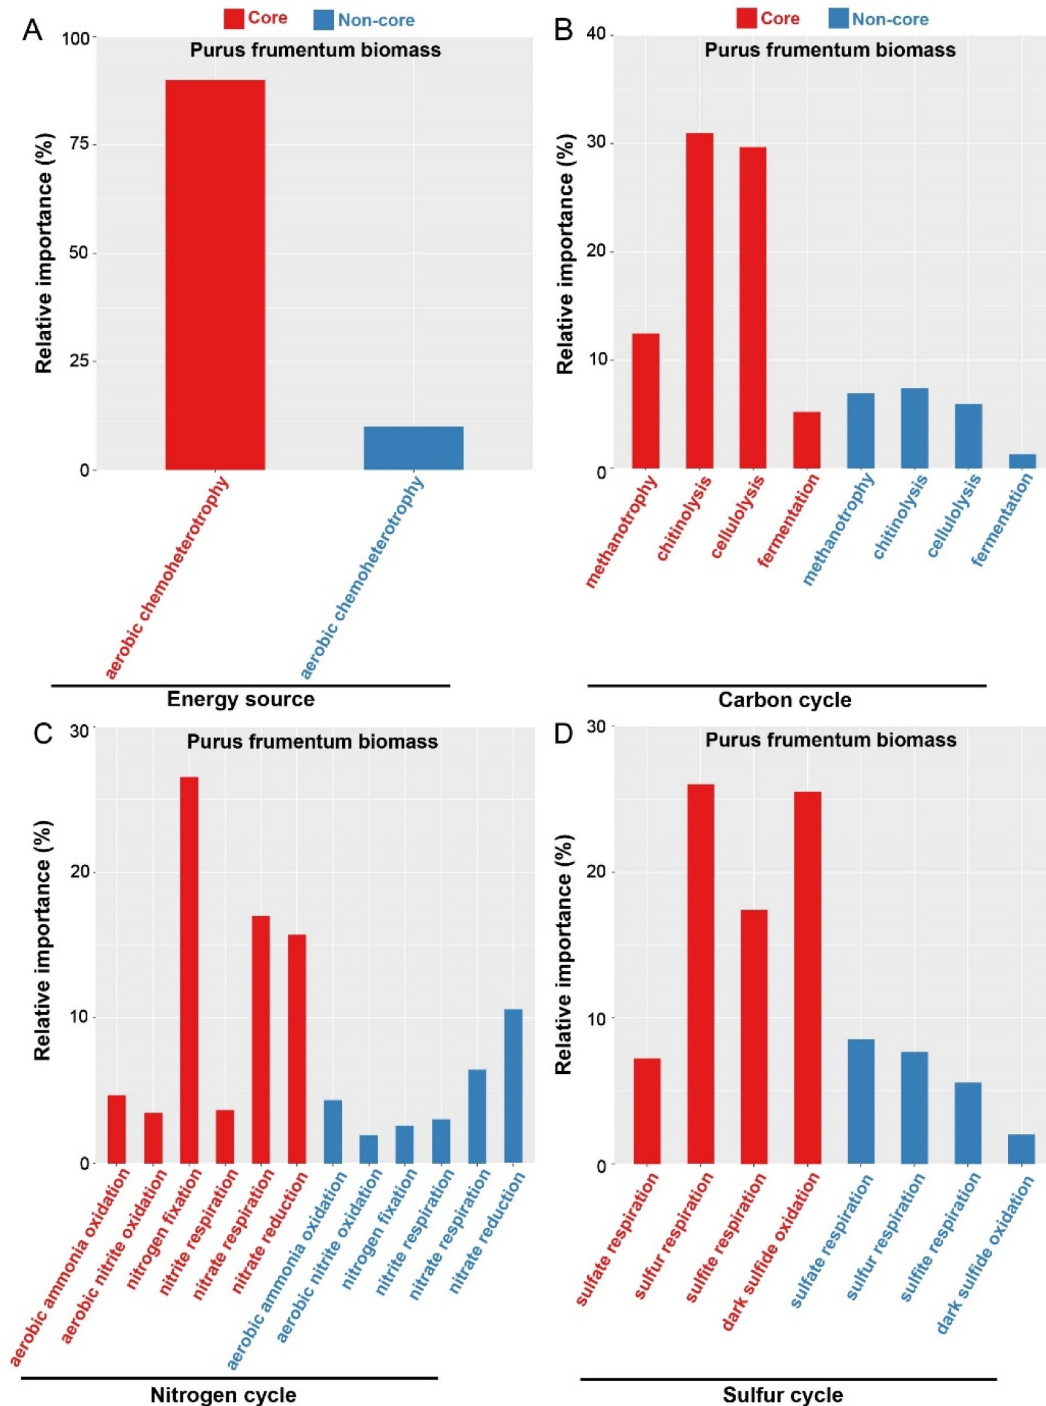 A
Core Non-core
Purus frumentum biomass
Relative importance (%)
100
75
50
25
0
aerobic chemoheterotrophy
aerobic chemoheterotrophy
Energy source
B
Core Non-core
Purus frumentum biomass
Relative importance (%)
40
30
20
10
0
methanotrophy
chitinolysis
cellulolysis
fermentation
methanotrophy
chitinolysis
cellulolysis
fermentation
Carbon cycle
C
Purus frumentum biomass
Relative importance (%)
30
20
10
0
aerobic ammonia oxidation
aerobic nitrite oxidation
nitrogen fixation
nitrite respiration
nitrate respiration
nitrate reduction
aerobic ammonia oxidation
aerobic nitrite oxidation
nitrogen fixation
nitrite respiration
nitrate respiration
nitrate reduction
Nitrogen cycle
D
Purus frumentum biomass
Relative importance (%)
30
20
10
0
sulfate respiration
sulfur respiration
sulfite respiration
dark sulfide oxidation
sulfate respiration
sulfur respiration
sulfite respiration
dark sulfide oxidation
Sulfur cycle